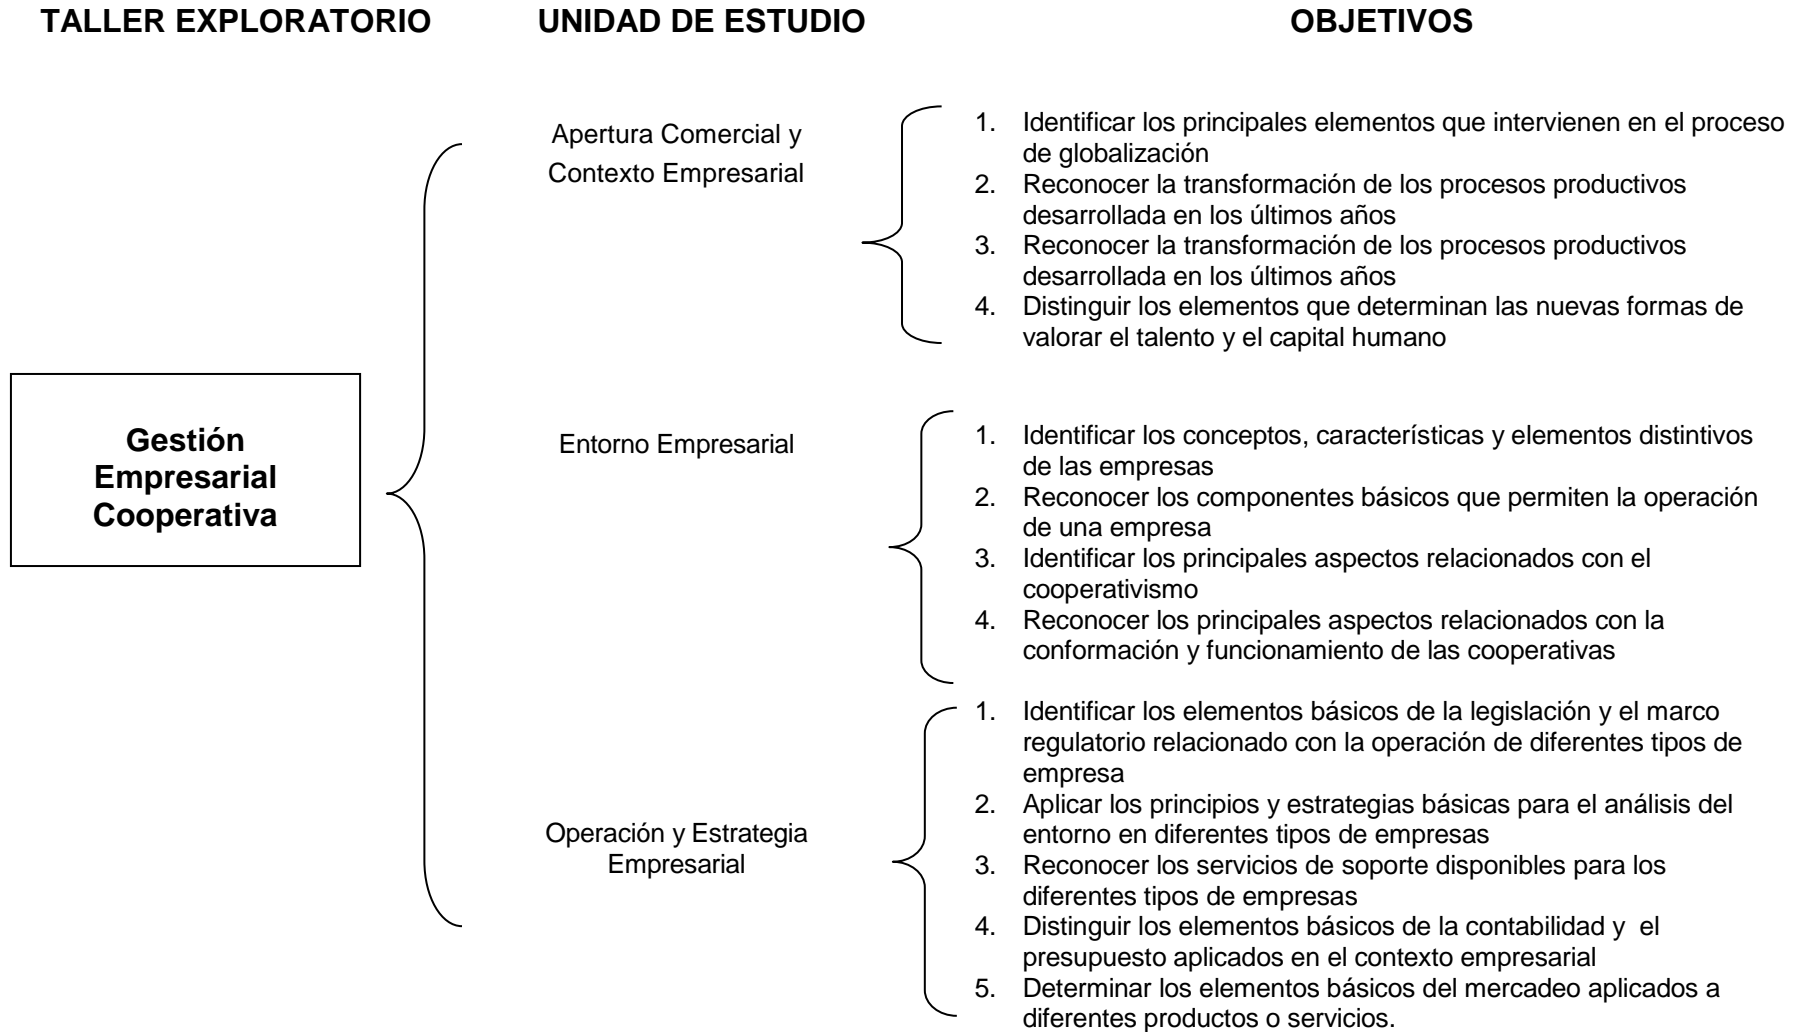 TALLER EXPLORATORIO UNIDAD DE ESTUDIO OBJETIVOS
Gestión
Empresarial
Cooperativa
Apertura Comercial y
Contexto Empresarial
1. Identificar los principales elementos que intervienen en el proceso
de globalización
2. Reconocer la transformación de los procesos productivos
desarrollada en los últimos años
3. Reconocer la transformación de los procesos productivos
desarrollada en los últimos años
4. Distinguir los elementos que determinan las nuevas formas de
valorar el talento y el capital humano
Entorno Empresarial
1. Identificar los conceptos, características y elementos distintivos
de las empresas
2. Reconocer los componentes básicos que permiten la operación
de una empresa
3. Identificar los principales aspectos relacionados con el
cooperativismo
4. Reconocer los principales aspectos relacionados con la
conformación y funcionamiento de las cooperativas
Operación y Estrategia
Empresarial
1. Identificar los elementos básicos de la legislación y el marco
regulatorio relacionado con la operación de diferentes tipos de
empresa
2. Aplicar los principios y estrategias básicas para el análisis del
entorno en diferentes tipos de empresas
3. Reconocer los servicios de soporte disponibles para los
diferentes tipos de empresas
4. Distinguir los elementos básicos de la contabilidad y el
presupuesto aplicados en el contexto empresarial
5. Determinar los elementos básicos del mercadeo aplicados a
diferentes productos o servicios.